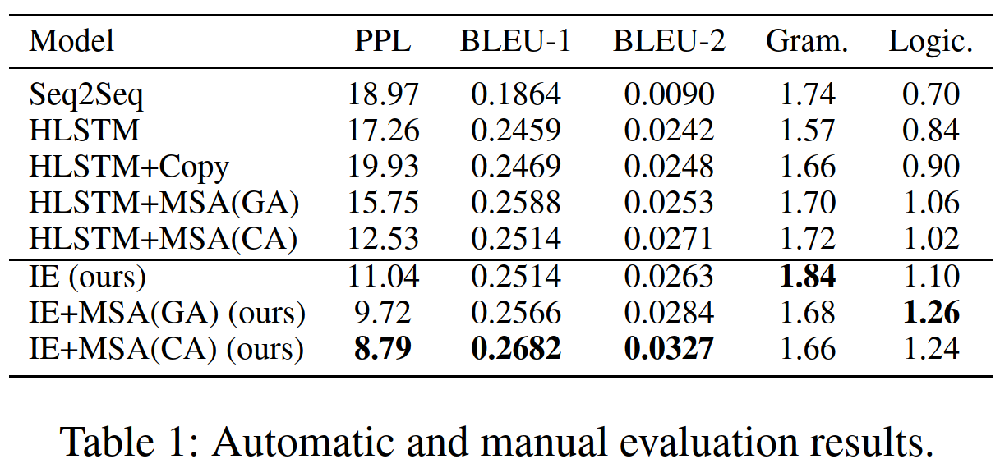 Model PPL BLEU-1 BLEU-2 Gram. Logic.
Seq2Seq 18.97 0.1864 0.0090 1.74 0.70
HLSTM 17.26 0.2459 0.0242 1.57 0.84
HLSTM+Copy 19.93 0.2469 0.0248 1.66 0.90
HLSTM+MSA(GA) 15.75 0.2588 0.0253 1.70 1.06
HLSTM+MSA(CA) 12.53 0.2514 0.0271 1.72 1.02
IE (ours) 11.04 0.2514 0.0263 1.84 1.10
IE+MSA(GA) (ours) 9.72 0.2566 0.0284 1.68 1.26
IE+MSA(CA) (ours) 8.79 0.2682 0.0327 1.66 1.24
Table 1: Automatic and manual evaluation results.